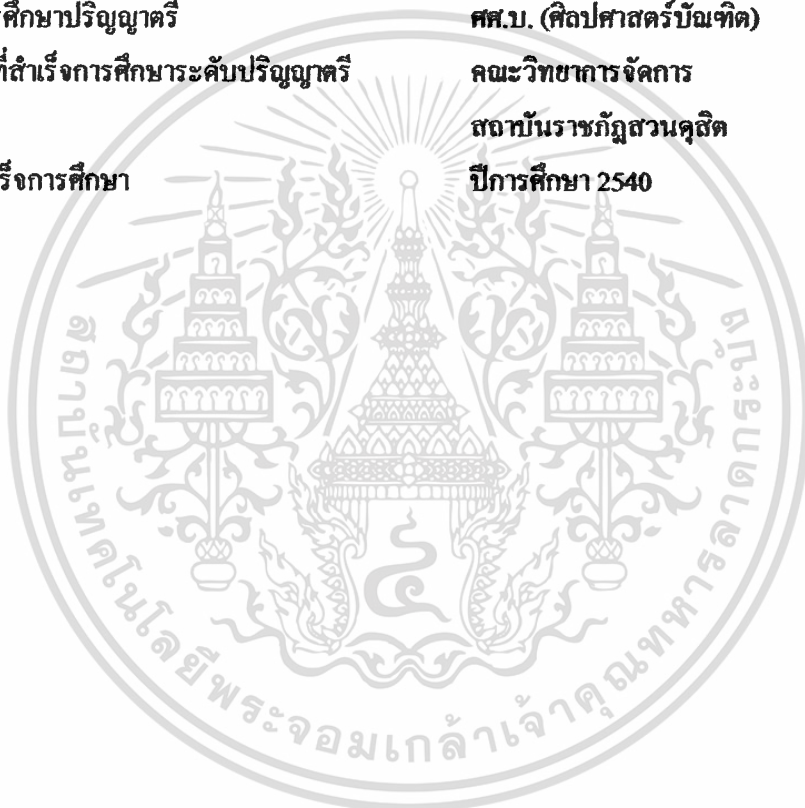 ศึกษาปริญญาตรี ศศ.บ. (ศิลปศาสตร์บัณฑิต)
ที่สำเร็จการศึกษาระดับปริญญาตรี คณะวิทยาการจัดการ
สถาบันราชภัฏสวนดุสิต
ร็จการศึกษา ปีการศึกษา 2540
สถาบันเทคโนโลยีพระจอมเกล้าเจ้าคุณทหารลาดกระบัง